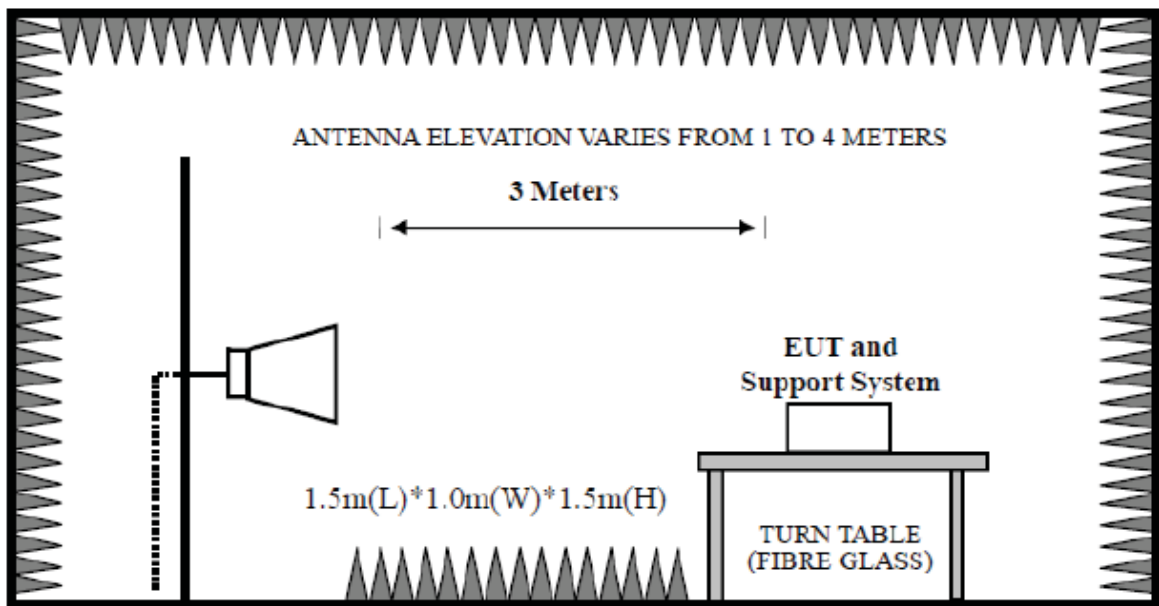 ANTENNA ELEVATION VARIES FROM 1 TO 4 METERS
3 Meters
EUT and
Support System
1.5m(L)*1.0m(W)*1.5m(H)
TURN TABLE
(FIBRE GLASS)